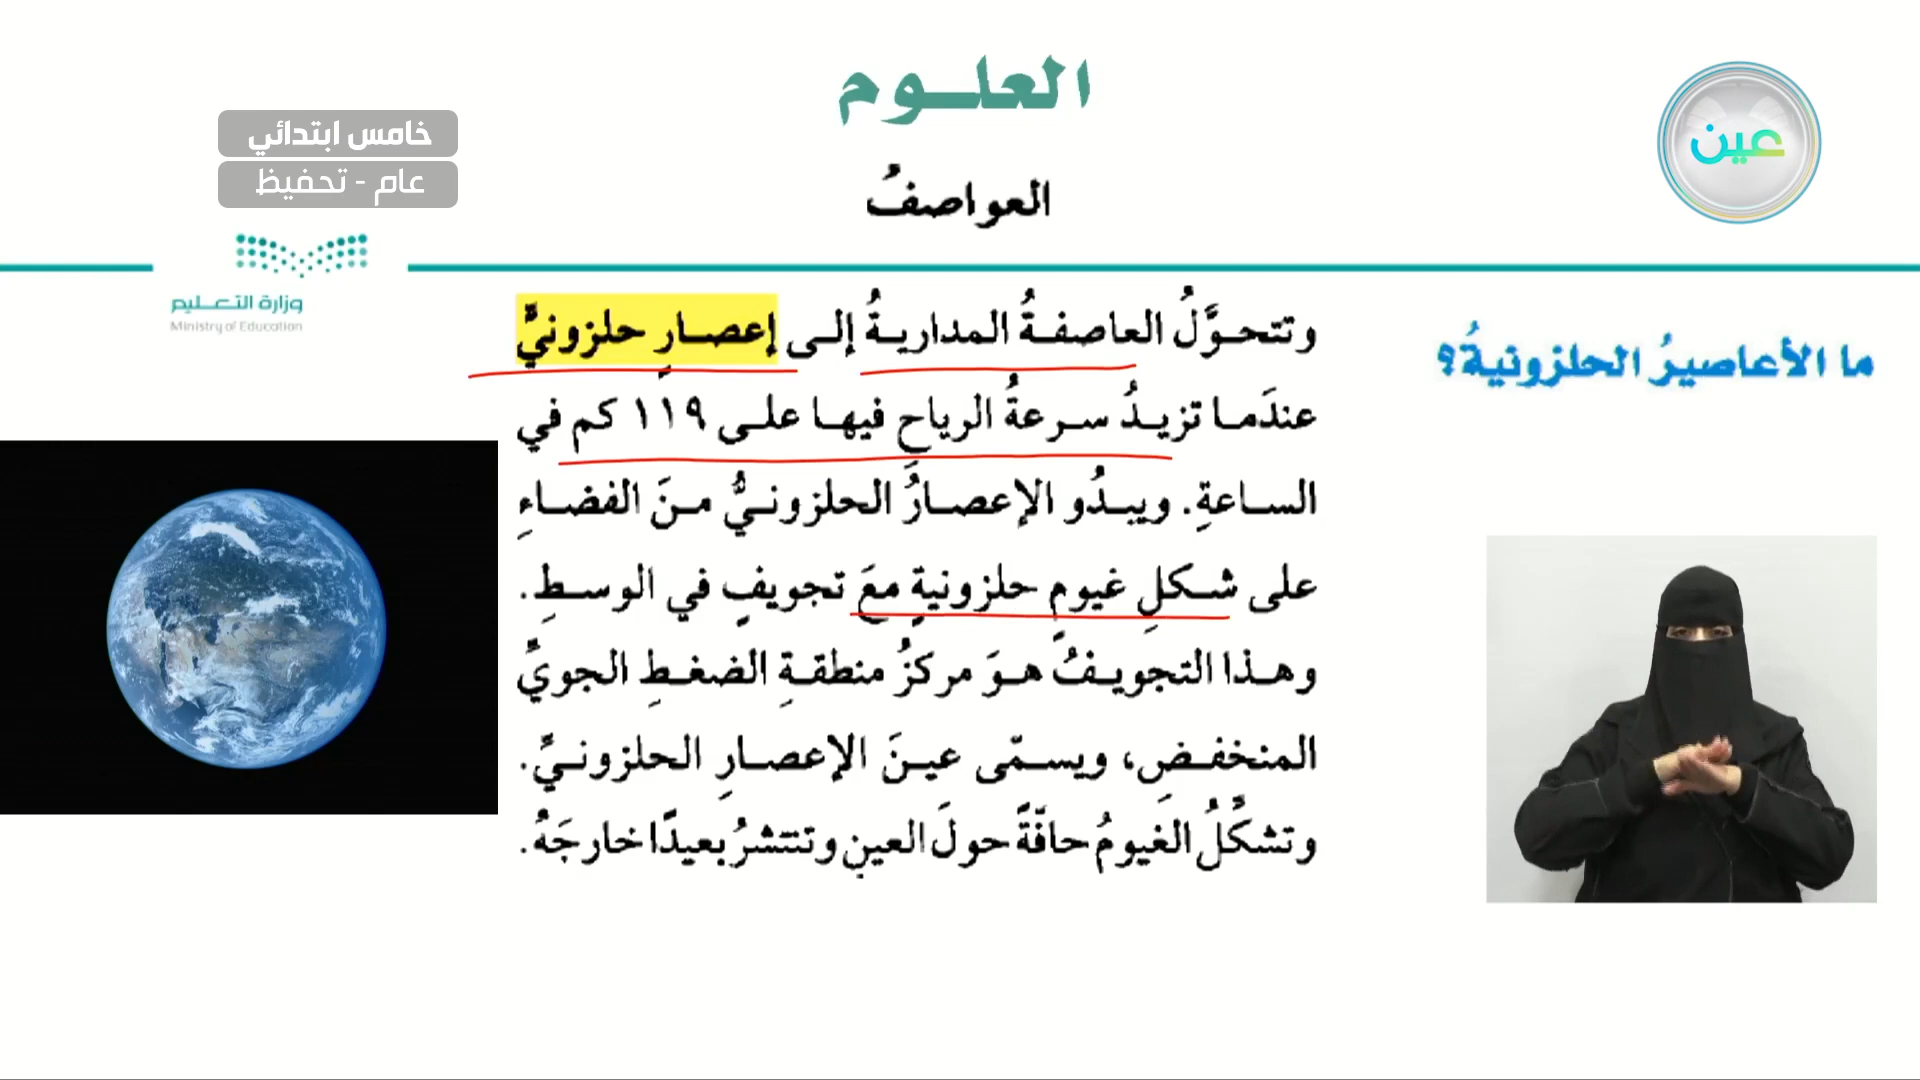 العلوم
عين
خامس ابتدائي
عام - تحفيظ
العواصفُ
وزارة التعليم
Ministry of Education
ما الأعاصيرُ الحلزونيةُ؟
وتتحوَّلُ العاصفةُ المداريةُ إلى إعصارٍ حلزونيٍّ
عندَما تزيدُ سرعةُ الرياحِ فيها على ١١٩ كم في
الساعةِ. ويبدُو الإعصارُ الحلزونيُّ منَ الفضاءِ
على شكلِ غيومٍ حلزونيةٍ معَ تجويفٍ في الوسطِ.
وهذا التجويفُ هوَ مركزُ منطقةِ الضغطِ الجويِّ
المنخفضِ، ويسمّى عينَ الإعصارِ الحلزونيِّ.
وتشكِّلُ الغيومُ حافّةً حولَ العينِ وتنتشرُ بعيدًا خارجَهُ.